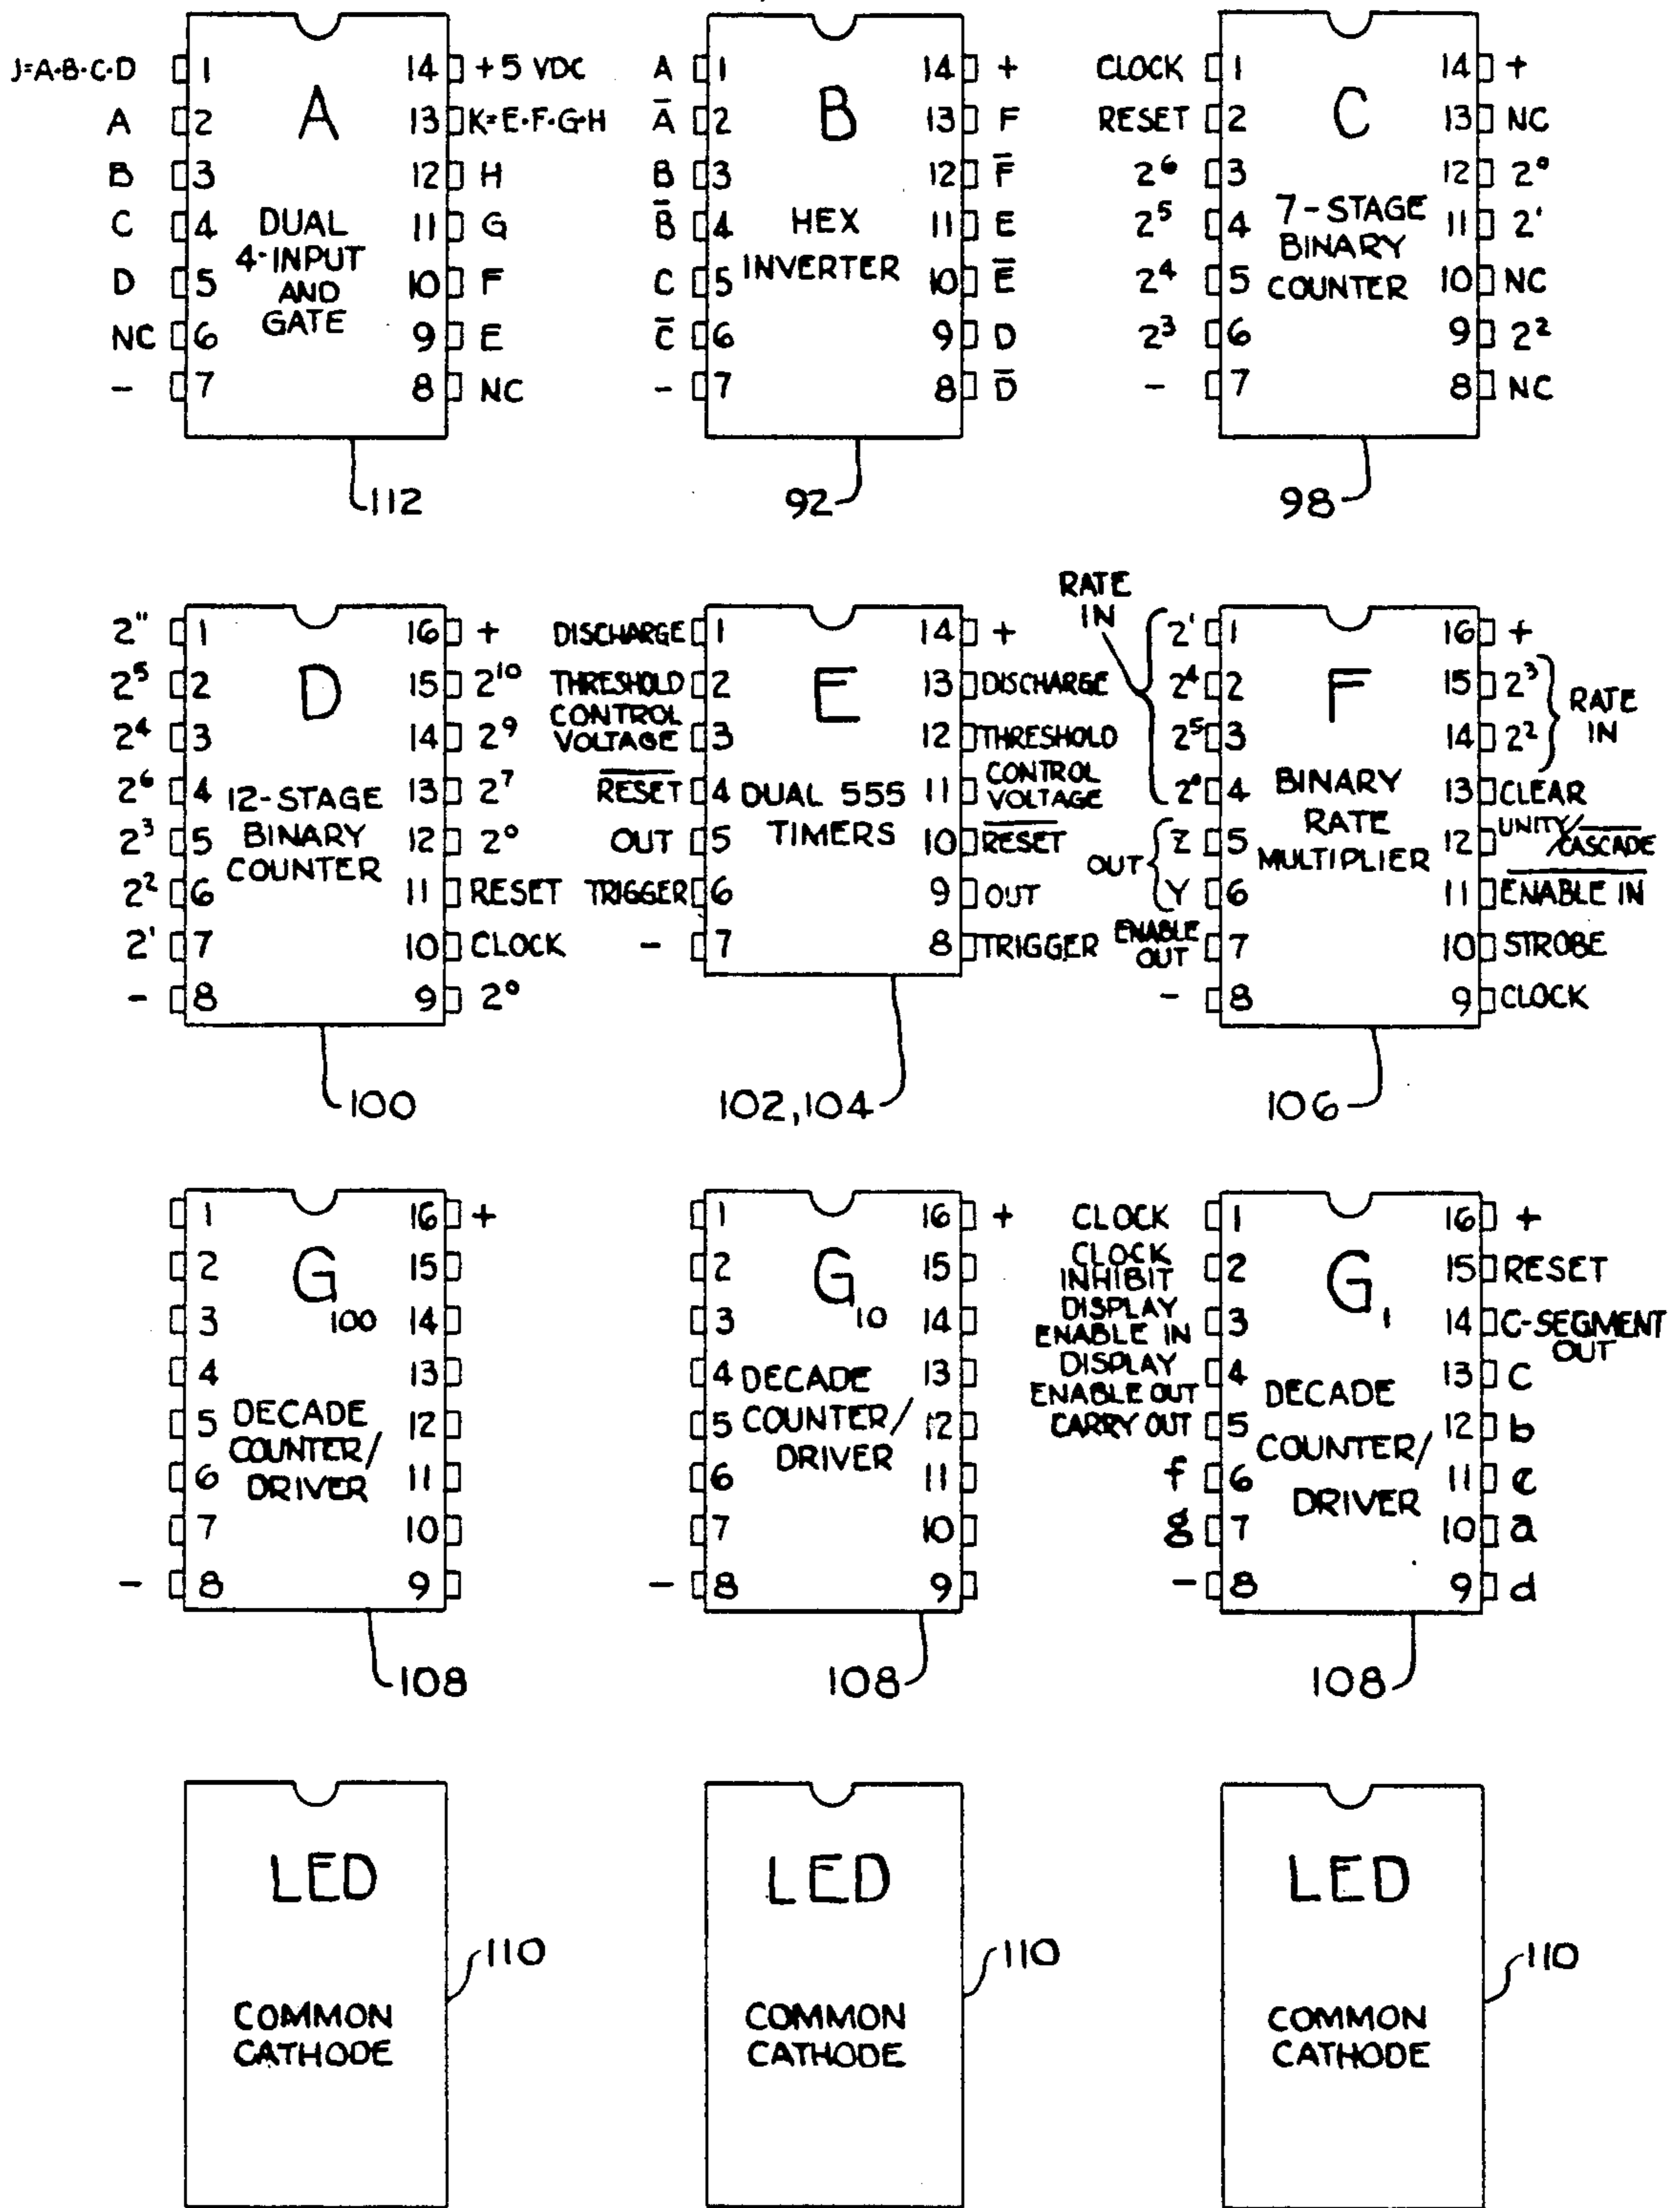 J=A·B·C·D 1 14 +5 VDC
A 2 A 13 K=E·F·G·H
B 3 12 H
C 4 DUAL 11 G
4-INPUT
D 5 AND 10 F
GATE
NC 6 9 E
- 7 8 NC
112
A 1 14 +
A̅ 2 B 13 F
B 3 12 F̅
B̅ 4 HEX 11 E
C 5 INVERTER 10 E̅
C̅ 6 9 D
- 7 8 D̅
92
CLOCK 1 14 +
RESET 2 C 13 NC
2⁶ 3 12 2⁰
2⁵ 4 7-STAGE 11 2'
BINARY
2⁴ 5 COUNTER 10 NC
2³ 6 9 2²
- 7 8 NC
98
2" 1 16 +
2⁵ 2 D 15 2¹⁰
2⁴ 3 14 2⁹
2⁶ 4 12-STAGE 13 2⁷
2³ 5 BINARY 12 2⁰
2² 6 COUNTER 11 RESET
2' 7 10 CLOCK
- 8 9 2⁰
100
DISCHARGE 1 14 +
THRESHOLD 2 E 13 DISCHARGE
CONTROL
VOLTAGE 3 12 THRESHOLD
R̅E̅S̅E̅T̅ 4 DUAL 555 11 CONTROL
VOLTAGE
OUT 5 TIMERS 10 R̅E̅S̅E̅T̅
TRIGGER 6 9 OUT
- 7 8 TRIGGER
102,104
RATE
IN
2' 1 16 +
2⁴ 2 F 15 2³
RATE
IN
2⁵ 3 14 2²
2⁰ 4 BINARY 13 CLEAR
OUT Z 5 RATE 12 UNITY/C̅A̅S̅C̅A̅D̅E̅
MULTIPLIER
Y 6 11 E̅N̅A̅B̅L̅E̅ I̅N̅
ENABLE
OUT 7 10 STROBE
- 8 9 CLOCK
106
1 16 +
2 G 15
3 100 14
4 13
5 DECADE 12
COUNTER/
6 DRIVER 11
7 10
- 8 9
108
1 16 +
2 G 15
3 10 14
4 DECADE 13
5 COUNTER/ 12
DRIVER
6 11
7 10
- 8 9
108
CLOCK 1 16 +
CLOCK
INHIBIT 2 G 15 RESET
DISPLAY
ENABLE IN 3 1 14 C-SEGMENT
OUT
DISPLAY
ENABLE OUT 4 DECADE 13 C
CARRY OUT 5 COUNTER/ 12 b
f 6 DRIVER 11 e
g 7 10 a
- 8 9 d
108
LED
COMMON
CATHODE
110
LED
COMMON
CATHODE
110
LED
COMMON
CATHODE
110